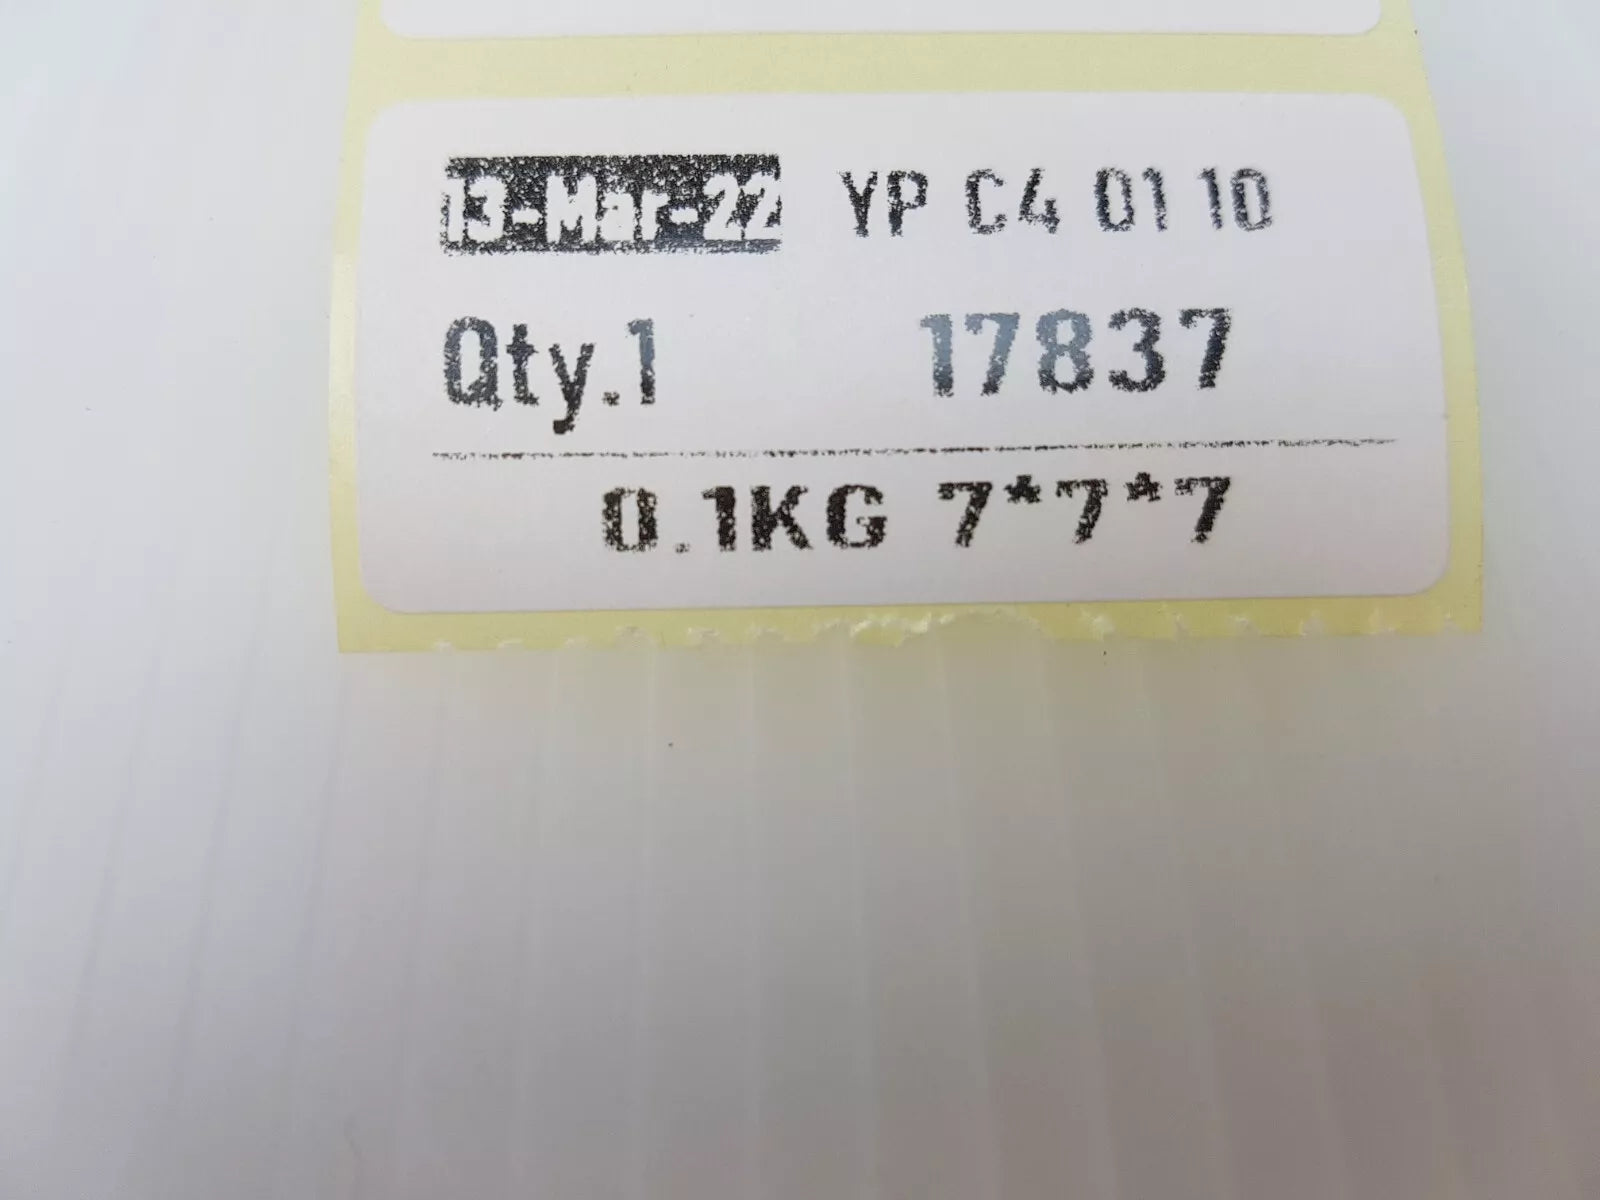 13-Mar-22 YP C4 01 10
Qty.1 17837
0.1KG 7*7*7